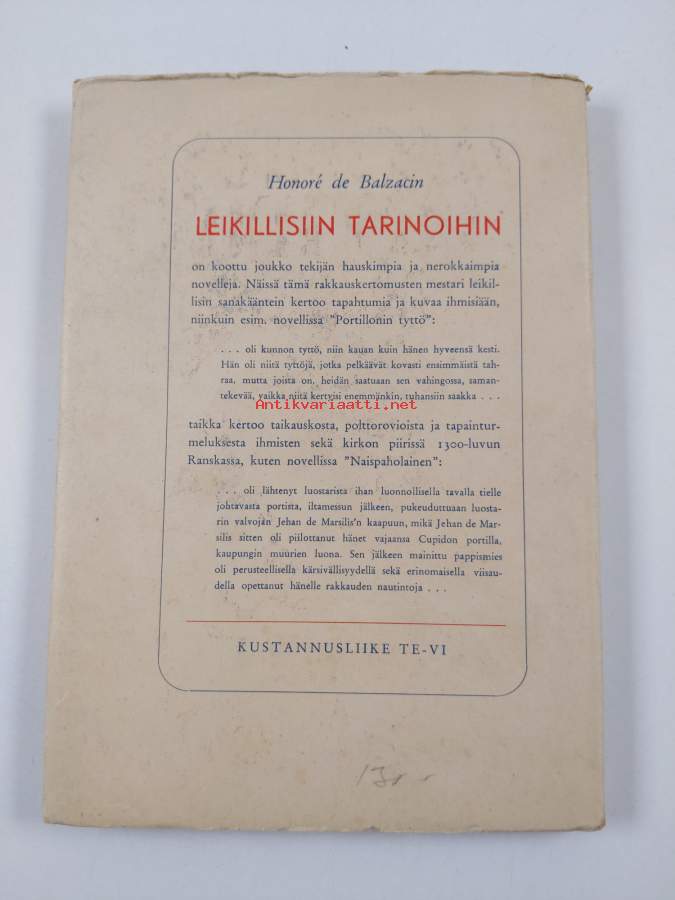 Honoré de Balzacin
LEIKILLISIIN TARINOIHIN
on koottu joukko tekijän hauskimpia ja nerokkaimpia
novelleja. Näissä tämä rakkauskertomusten mestari leikil-
lisin sanakääntein kertoo tapahtumia ja kuvaa ihmisiään,
niinkuin esim. novellissa "Portillonin tyttö":
. . . oli kunnon tyttö, niin kauan kuin hänen hyveensä kesti.
Hän oli niitä tyttöjä, jotka pelkäävät kovasti ensimmäistä tah-
raa, mutta joista on, heidän saatuaan sen vahingossa, saman-
tekevää, vaikka niitä kertyisi enemmänkin, tuhansiin saakka . . .
Antikvariaatti.net
taikka kertoo taikauskosta, polttorovioista ja tapaintur-
meluksesta ihmisten sekä kirkon piirissä 1300-luvun
Ranskassa, kuten novellissa "Naispaholainen":
. . . oli lähtenyt luostarista ihan luonnollisella tavalla tielle
johtavasta portista, iltamessun jälkeen, pukeuduttuaan luosta-
rin valvojan Jehan de Marsilis'n kaapuun, mikä Jehan de Mar-
silis sitten oli piilottanut hänet vajaansa Cupidon portilla,
kaupungin muurien luona. Sen jälkeen mainittu pappismies
oli perusteellisella kärsivällisyydellä sekä erinomaisella viisau-
della opettanut hänelle rakkauden nautintoja . . .
KUSTANNUSLIIKE TE-VI